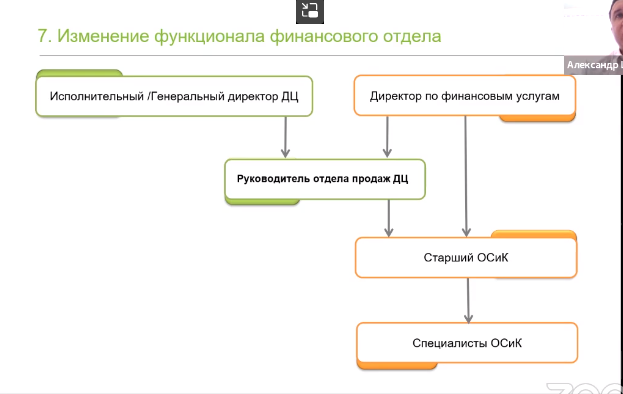 7. Изменение функционала финансового отдела
Александр
Исполнительный /Генеральный директор ДЦ
Директор по финансовым услугам
Руководитель отдела продаж ДЦ
Старший ОСиК
Специалисты ОСиК